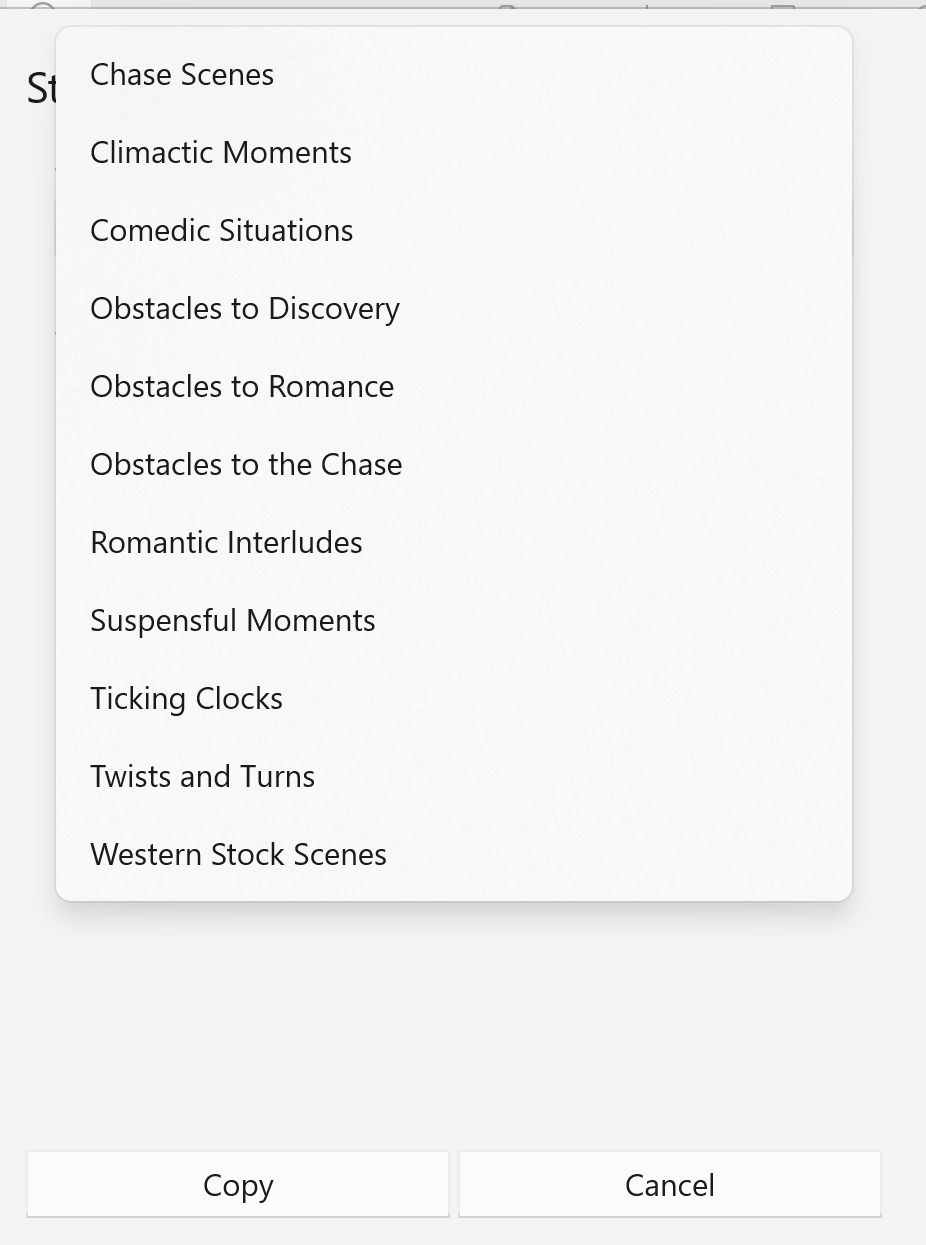 St
Chase Scenes
Climactic Moments
Comedic Situations
Obstacles to Discovery
Obstacles to Romance
Obstacles to the Chase
Romantic Interludes
Suspensful Moments
Ticking Clocks
Twists and Turns
Western Stock Scenes
Copy
Cancel